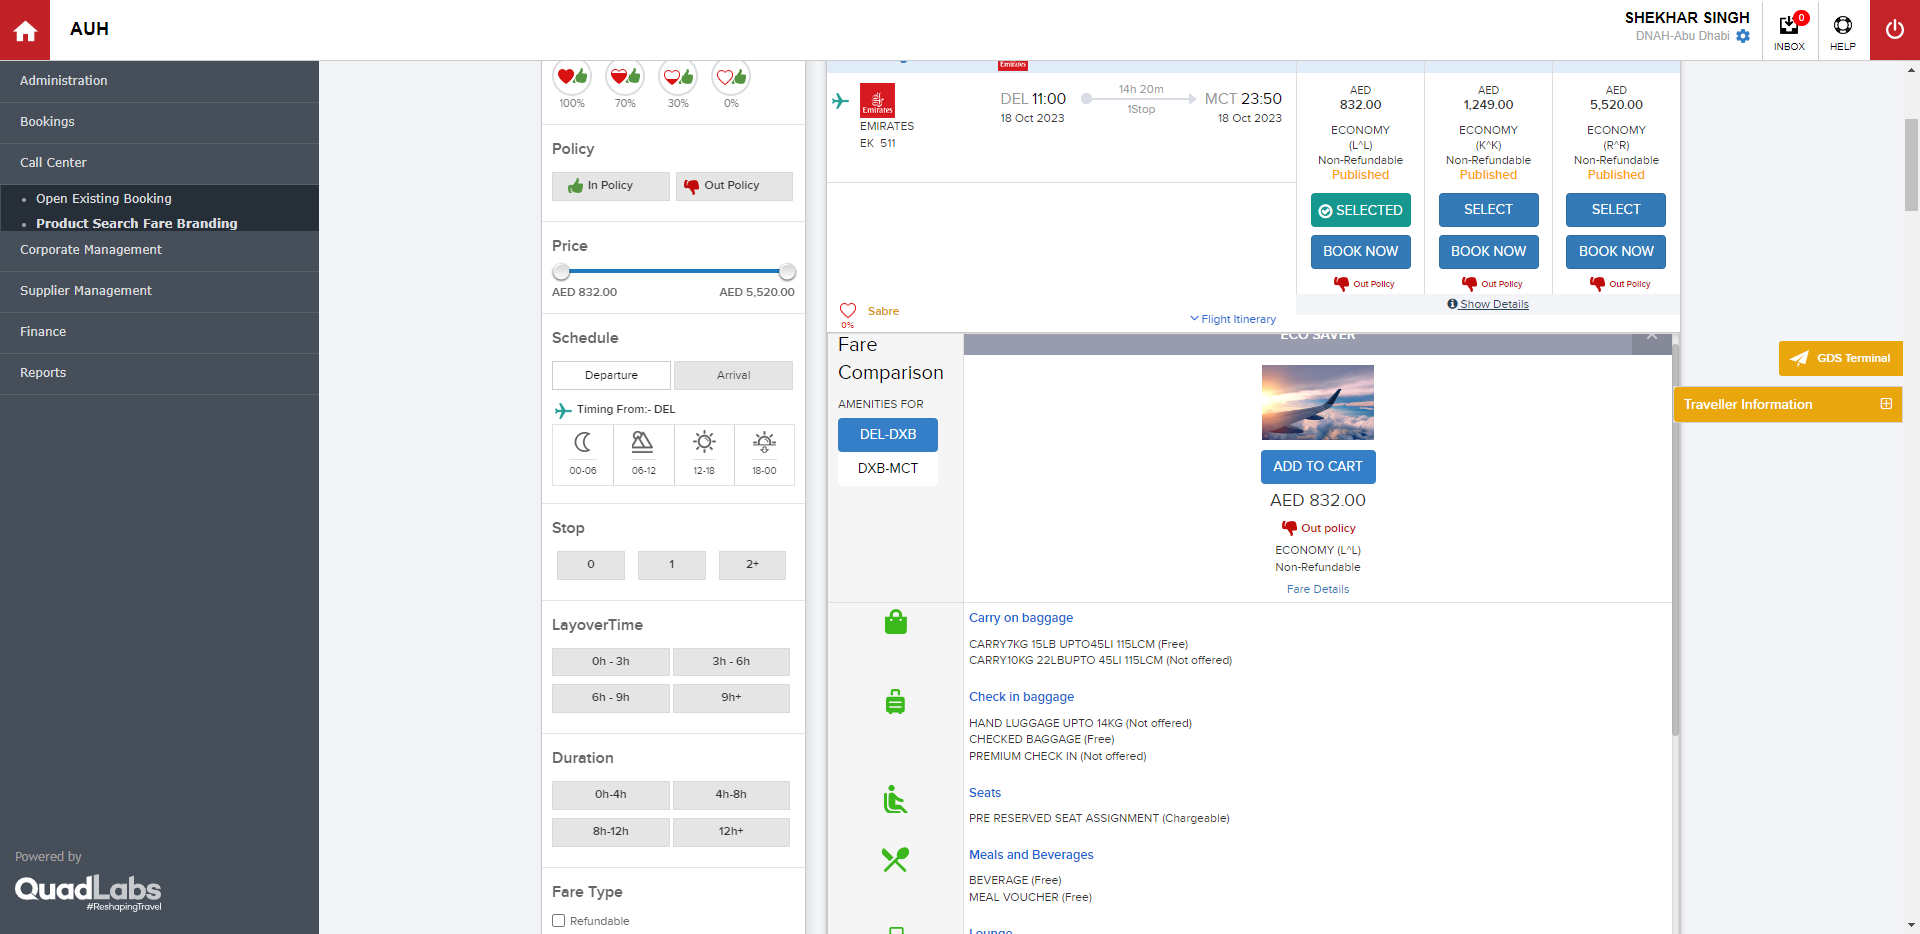 AUH
SHEKHAR SINGH
DNAH-Abu Dhabi
0
INBOX
HELP
Administration
Bookings
Call Center
Open Existing Booking
Product Search Fare Branding
Corporate Management
Supplier Management
Finance
Reports
Powered by
QuadLabs
#ReshapingTravel
100%
70%
30%
0%
Policy
In Policy
Out Policy
Price
AED 832.00
AED 5,520.00
Schedule
Departure
Arrival
Timing From:- DEL
00-06
06-12
12-18
18-00
Stop
0
1
2+
LayoverTime
0h - 3h
3h - 6h
6h - 9h
9h+
Duration
0h-4h
4h-8h
8h-12h
12h+
Fare Type
Refundable
Emirates
Emirates
EMIRATES
EK 511
DEL 11:00
18 Oct 2023
14h 20m
1Stop
MCT 23:50
18 Oct 2023
AED
832.00
ECONOMY
(L^L)
Non-Refundable
Published
SELECTED
BOOK NOW
Out Policy
AED
1,249.00
ECONOMY
(K^K)
Non-Refundable
Published
SELECT
BOOK NOW
Out Policy
AED
5,520.00
ECONOMY
(R^R)
Non-Refundable
Published
SELECT
BOOK NOW
Out Policy
0%
Sabre
Flight Itinerary
Show Details
Fare
Comparison
AMENITIES FOR
DEL-DXB
DXB-MCT
ECO SAVER
ADD TO CART
AED 832.00
Out policy
ECONOMY (L^L)
Non-Refundable
Fare Details
Carry on baggage
CARRY7KG 15LB UPTO45LI 115LCM (Free)
CARRY10KG 22LBUPTO 45LI 115LCM (Not offered)
Check in baggage
HAND LUGGAGE UPTO 14KG (Not offered)
CHECKED BAGGAGE (Free)
PREMIUM CHECK IN (Not offered)
Seats
PRE RESERVED SEAT ASSIGNMENT (Chargeable)
Meals and Beverages
BEVERAGE (Free)
MEAL VOUCHER (Free)
Lounge
GDS Terminal
Traveller Information